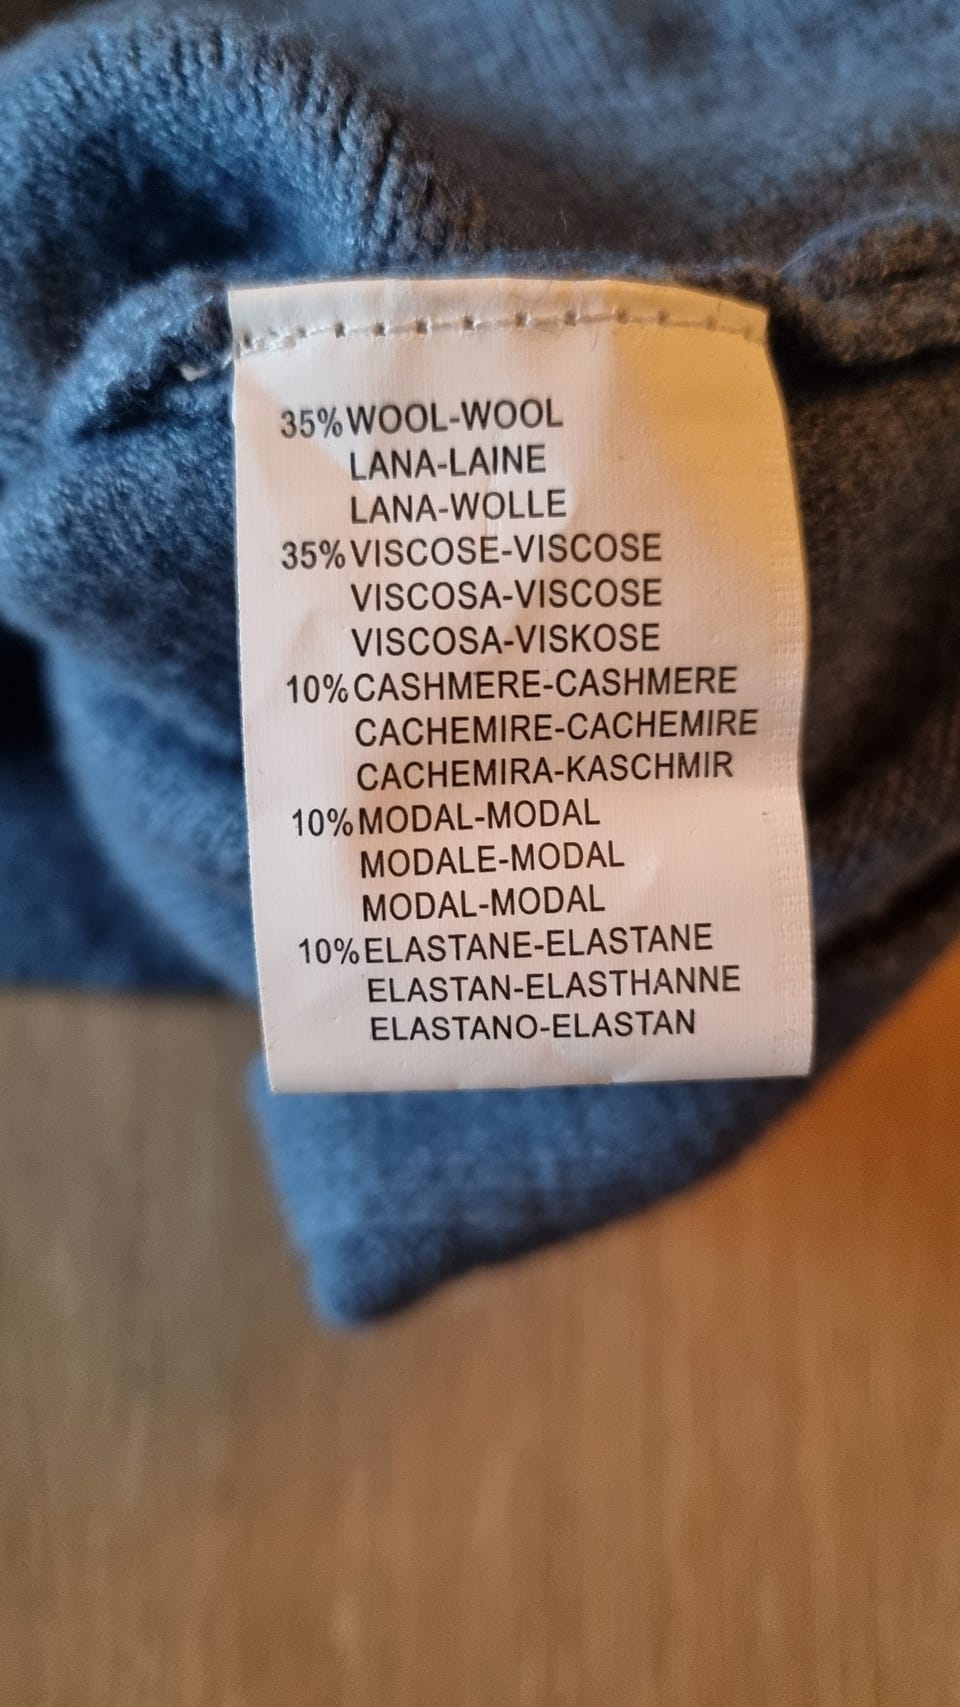 35% WOOL-WOOL
LANA-LAINE
LANA-WOLLE
35% VISCOSE-VISCOSE
VISCOSA-VISCOSE
VISCOSA-VISKOSE
10% CASHMERE-CASHMERE
CACHEMIRE-CACHEMIRE
CACHEMIRA-KASCHMIR
10% MODAL-MODAL
MODALE-MODAL
MODAL-MODAL
10% ELASTANE-ELASTANE
ELASTAN-ELASTHANNE
ELASTANO-ELASTAN